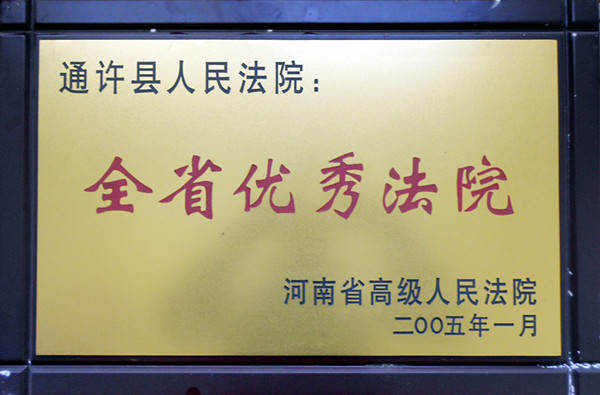 通许县人民法院：
全省优秀法院
河南省高级人民法院
二〇〇五年一月